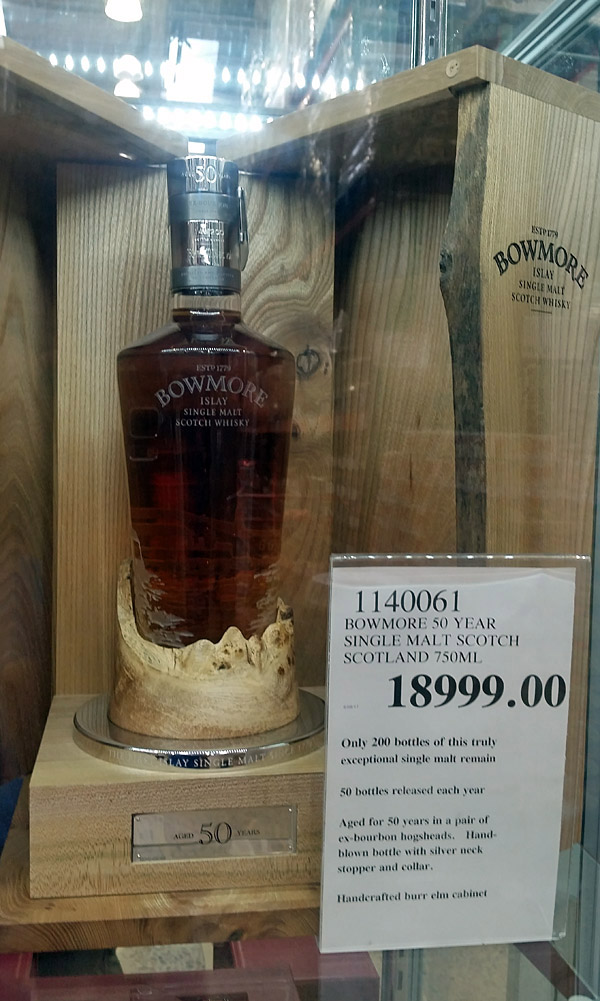 50
ESTD 1779
BOWMORE
ISLAY
SINGLE MALT
SCOTCH WHISKY
ESTD 1779
BOWMORE
ISLAY
SINGLE MALT
SCOTCH WHISKY
ISLAY SINGLE MALT
AGED 50 YEARS
1140061
BOWMORE 50 YEAR
SINGLE MALT SCOTCH
SCOTLAND 750ML
18999.00
Only 200 bottles of this truly
exceptional single malt remain
50 bottles released each year
Aged for 50 years in a pair of
ex-bourbon hogsheads. Hand-
blown bottle with silver neck
stopper and collar.
Handcrafted burr elm cabinet